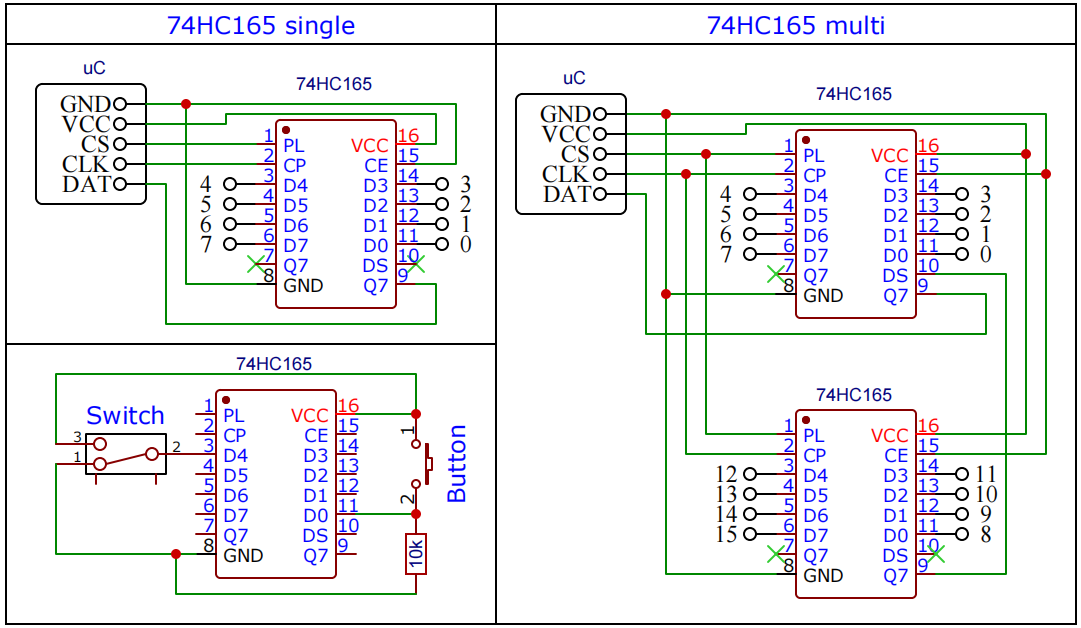 74HC165 single
uC
74HC165
GND
VCC
CS
CLK
DAT
4
5
6
7
1 PL VCC 16
2 CP CE 15
3 D4 D3 14
4 D5 D2 13
5 D6 D1 12
6 D7 D0 11
7 Q7 DS 10
8 GND Q7 9
3
2
1
0
74HC165
Switch
3
1
2
1 PL VCC 16
2 CP CE 15
3 D4 D3 14
4 D5 D2 13
5 D6 D1 12
6 D7 D0 11
7 Q7 DS 10
8 GND Q7 9
1
2
Button
10k
74HC165 multi
uC
74HC165
GND
VCC
CS
CLK
DAT
4
5
6
7
1 PL VCC 16
2 CP CE 15
3 D4 D3 14
4 D5 D2 13
5 D6 D1 12
6 D7 D0 11
7 Q7 DS 10
8 GND Q7 9
3
2
1
0
74HC165
12
13
14
15
1 PL VCC 16
2 CP CE 15
3 D4 D3 14
4 D5 D2 13
5 D6 D1 12
6 D7 D0 11
7 Q7 DS 10
8 GND Q7 9
11
10
9
8